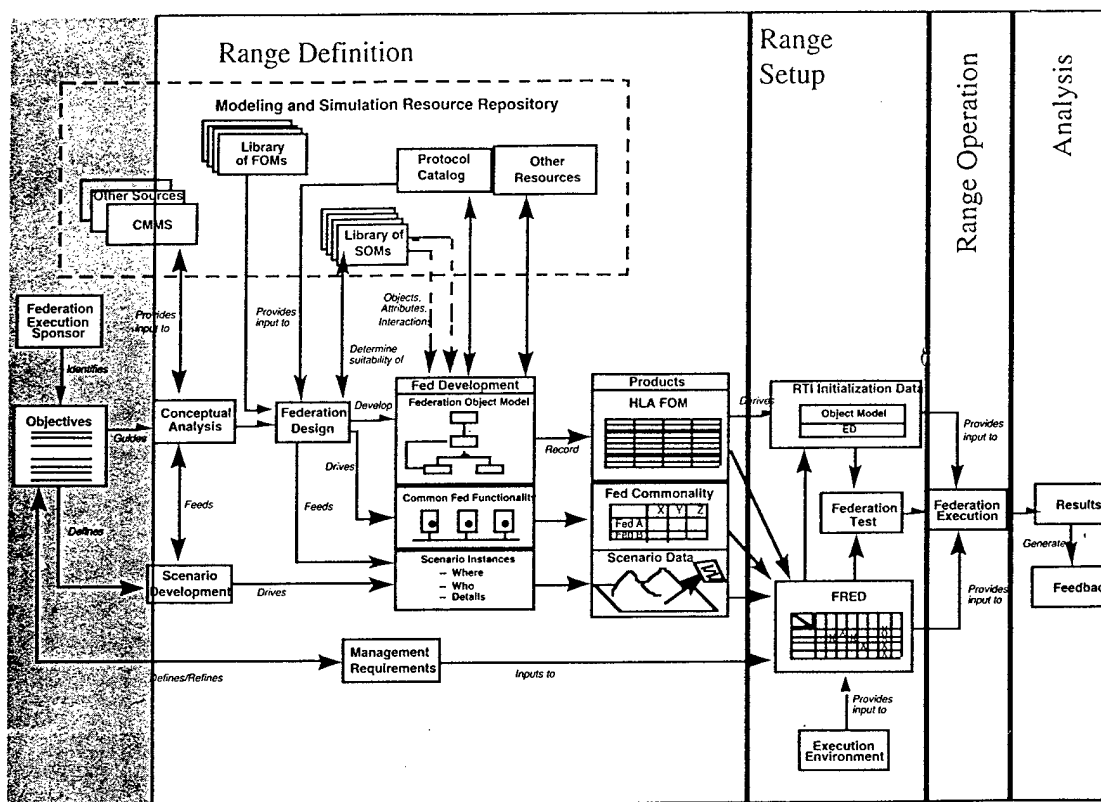 Range Definition
Range
Setup
Range Operation
Analysis
Modeling and Simulation Resource Repository
Library
of FOMs
Protocol
Catalog
Other
Resources
Other Sources
CMMS
Library of
SOMs
Federation
Execution
Sponsor
Provides
input to
Provides
input to
Objects,
Attributes,
Interactions
Determine
suitability of
Identifies
Objectives
Guides
Conceptual
Analysis
Federation
Design
Develop
Fed Development
Federation Object Model
Record
Products
HLA FOM
Derives
RTI Initialization Data
Object Model
ED
Provides
input to
Drives
Feeds
Feeds
Common Fed Functionality
Fed Commonality
X Y Z
Fed A
Fed B
Federation
Test
Federation
Execution
Results
Generates
Feedback
Defines
Scenario
Development
Drives
Scenario Instances
– Where
– Who
– Details
Scenario Data
FRED
Provides
input to
Defines/Refines
Management
Requirements
Inputs to
Provides
input to
Execution
Environment